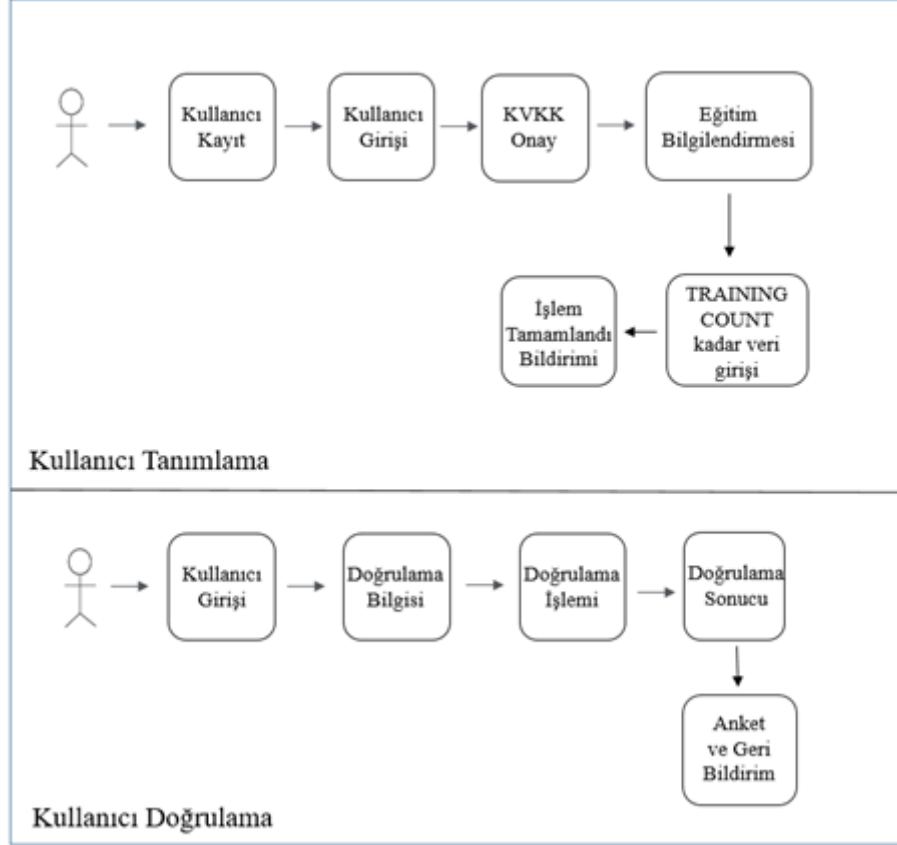 Kullanıcı
Kayıt
Kullanıcı
Girişi
KVKK
Onay
Eğitim
Bilgilendirmesi
TRAINING
COUNT
kadar veri
girişi
İşlem
Tamamlandı
Bildirimi
Kullanıcı Tanımlama
Kullanıcı
Girişi
Doğrulama
Bilgisi
Doğrulama
İşlemi
Doğrulama
Sonucu
Anket
ve Geri
Bildirim
Kullanıcı Doğrulama